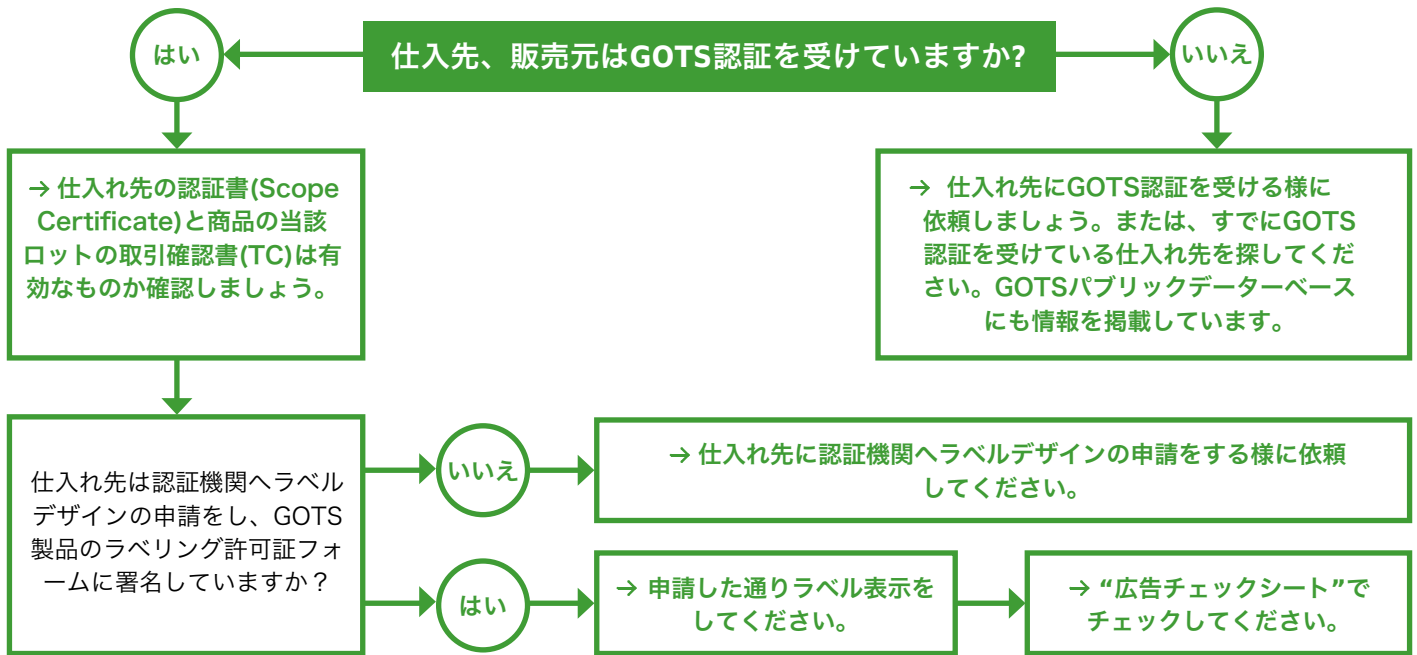 はい
仕入先、販売元はGOTS認証を受けていますか?
いいえ
→ 仕入れ先の認証書(Scope
Certificate)と商品の当該
ロットの取引確認書(TC)は有
効なものか確認しましょう。
→ 仕入れ先にGOTS認証を受ける様に
依頼しましょう。または、すでにGOTS
認証を受けている仕入れ先を探してくだ
さい。GOTSパブリックデーターベース
にも情報を掲載しています。
仕入れ先は認証機関へラベル
デザインの申請をし、GOTS
製品のラベリング許可証フォ
ームに署名していますか？
いいえ
→ 仕入れ先に認証機関へラベルデザインの申請をする様に依頼
してください。
はい
→ 申請した通りラベル表示を
してください。
→ “広告チェックシート”で
チェックしてください。